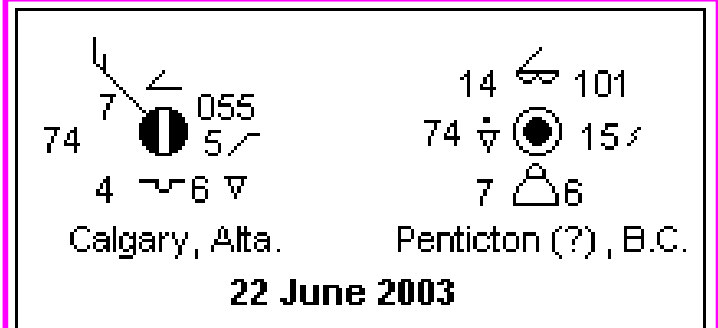 14 101
7 055
74 5 74 15
4 6 7 6
Calgary, Alta. Penticton (?), B.C.
22 June 2003